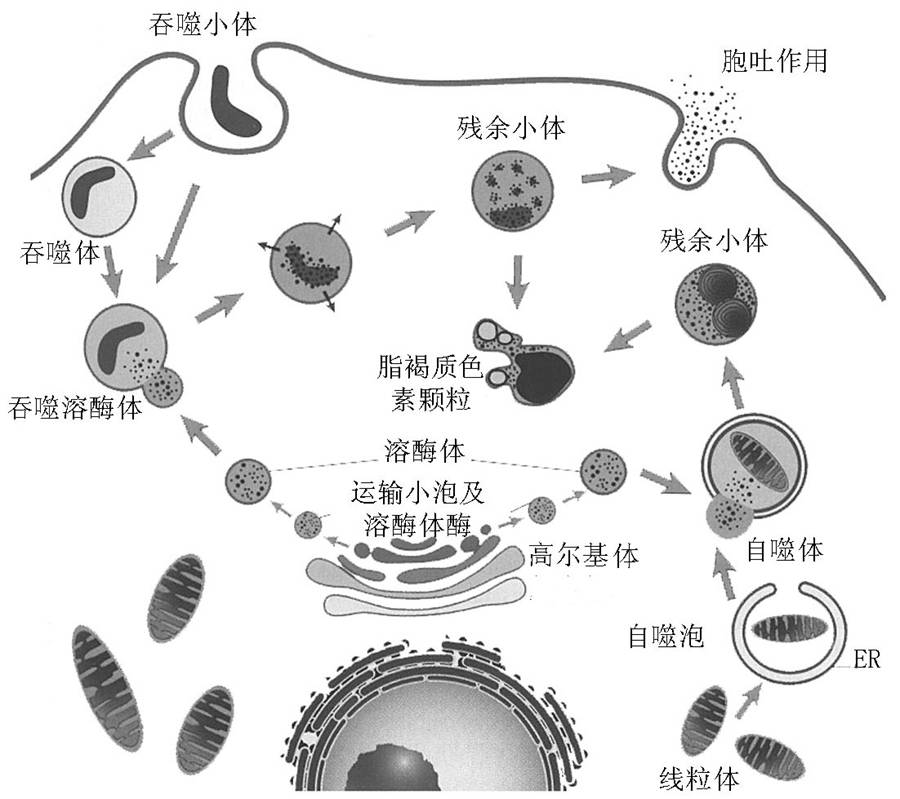 吞噬小体
胞吐作用
残余小体
吞噬体
残余小体
脂褐质色
素颗粒
吞噬溶酶体
溶酶体
运输小泡及
溶酶体酶
高尔基体
自噬体
自噬泡
ER
线粒体